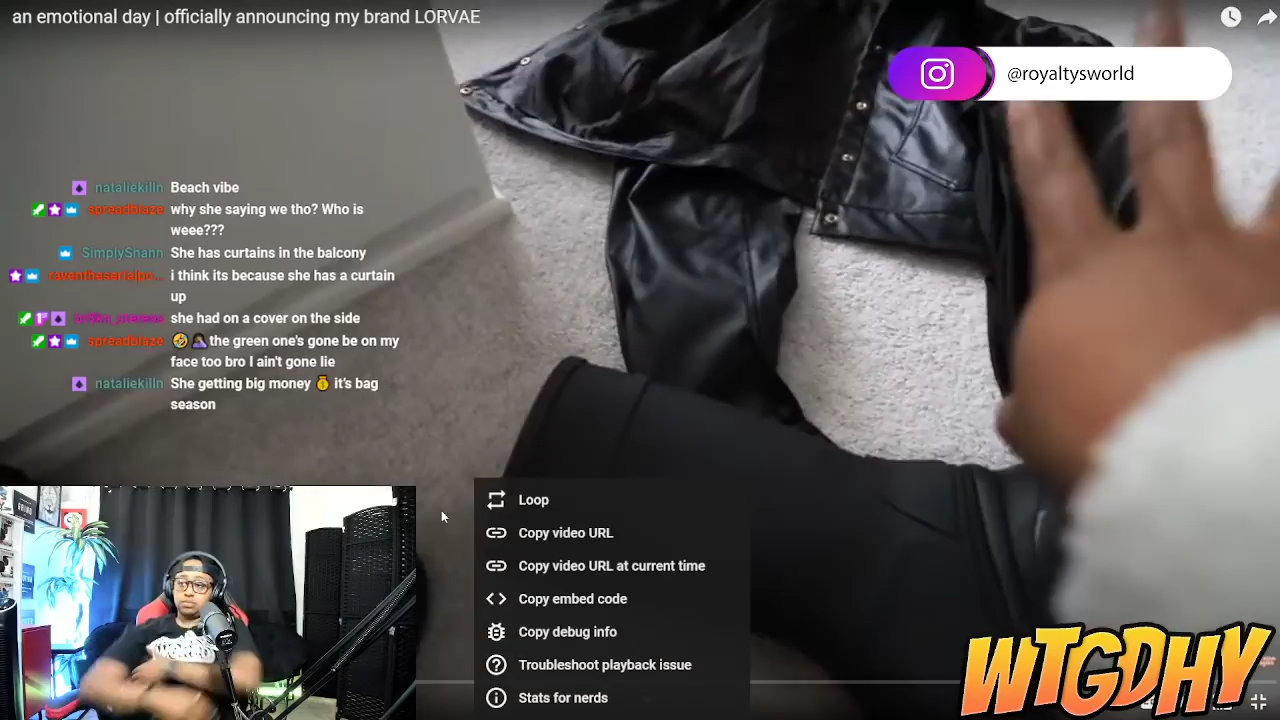 an emotional day | officially announcing my brand LORVAE
@royaltysworld
nataliekilln Beach vibe
spreadblaze why she saying we tho? Who is
weee???
SimplyShann She has curtains in the balcony
i think its because she has a curtain
up
she had on a cover on the side
spreadblaze 🤣🤦🏾‍♀️ the green one's gone be on my
face too bro I ain't gone lie
nataliekilln She getting big money 💰 it's bag
season
Loop
Copy video URL
Copy video URL at current time
Copy embed code
Copy debug info
Troubleshoot playback issue
Stats for nerds
WTGDHY